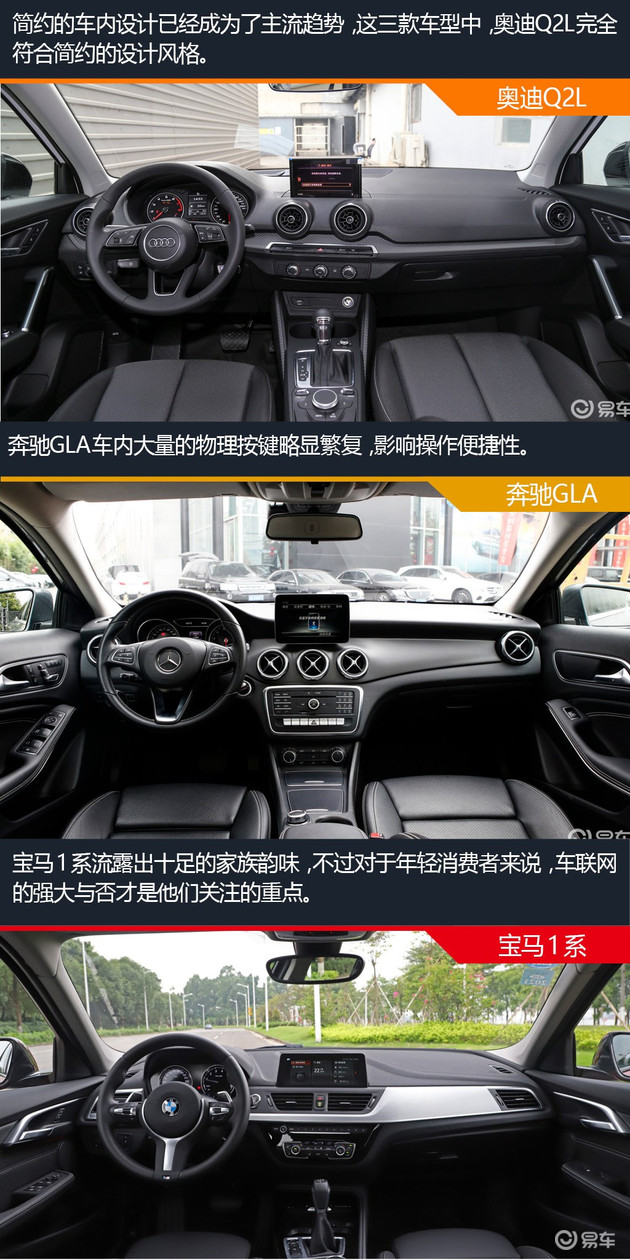 简约的车内设计已经成为了主流趋势,这三款车型中,奥迪Q2L完全
符合简约的设计风格。
奥迪Q2L
易车
奔驰GLA车内大量的物理按键略显繁复,影响操作便捷性。
奔驰GLA
易车
宝马1系流露出十足的家族韵味,不过对于年轻消费者来说,车联网
的强大与否才是他们关注的重点。
宝马1系
易车